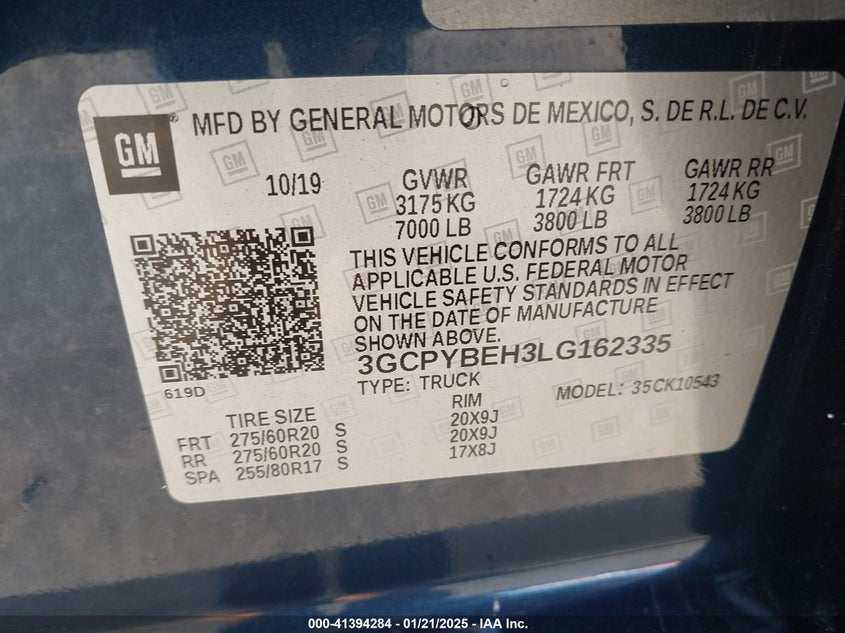 GM ® MFD BY GENERAL MOTORS DE MEXICO, S. DE R.L. DE C.V.
10/19 GVWR GAWR FRT GAWR RR
3175 KG 1724 KG 1724 KG
7000 LB 3800 LB 3800 LB
THIS VEHICLE CONFORMS TO ALL
APPLICABLE U.S. FEDERAL MOTOR
VEHICLE SAFETY STANDARDS IN EFFECT
ON THE DATE OF MANUFACTURE
SHOWN ABOVE.
3GCPYBEH3LG162335
619D TYPE: TRUCK MODEL: 35CK10543
TIRE SIZE RIM
FRT 275/60R20 S 20X9J
RR 275/60R20 S 20X9J
SPA 255/80R17 S 17X8J
000-41394284 - 01/21/2025 - IAA Inc.